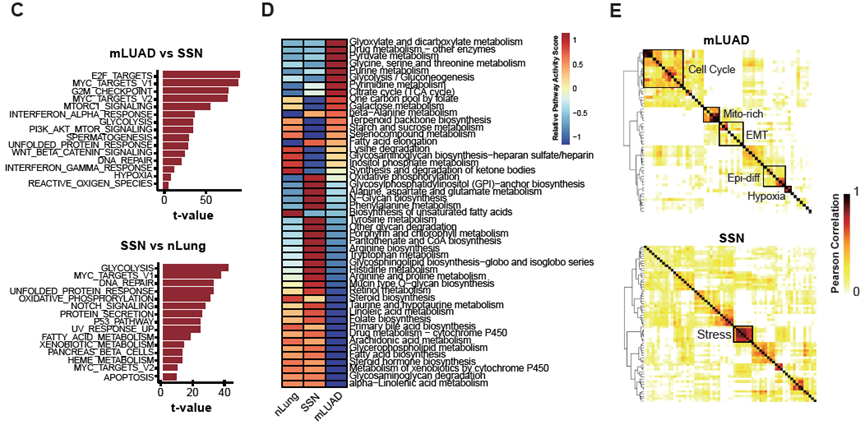 C
mLUAD vs SSN
E2F_TARGETS
MYC_TARGETS_V1
G2M_CHECKPOINT
MYC_TARGETS_V2
MTORC1_SIGNALING
INTERFERON_ALPHA_RESPONSE
GLYCOLYSIS
PI3K_AKT_MTOR_SIGNALING
SPERMATOGENESIS
UNFOLDED_PROTEIN_RESPONSE
WNT_BETA_CATENIN_SIGNALING
DNA_REPAIR
INTERFERON_GAMMA_RESPONSE
HYPOXIA
REACTIVE_OXIGEN_SPECIES
0 50
t-value
SSN vs nLung
GLYCOLYSIS
MYC_TARGETS_V1
DNA_REPAIR
UNFOLDED_PROTEIN_RESPONSE
OXIDATIVE_PHOSPHORYLATION
NOTCH_SIGNALING
PROTEIN_SECRETION
P53_PATHWAY
UV_RESPONSE_UP
FATTY_ACID_METABOLISM
XENOBIOTIC_METABOLISM
PANCREAS_BETA_CELLS
HEME_METABOLISM
MYC_TARGETS_V2
APOPTOSIS
0 20 40
t-value
D
Glyoxylate and dicarboxylate metabolism
Drug metabolism - other enzymes
Pyruvate metabolism
Glycine, serine and threonine metabolism
Purine metabolism
Glycolysis / Gluconeogenesis
Pyrimidine metabolism
Citrate cycle (TCA cycle)
One carbon pool by folate
Galactose metabolism
beta-Alanine metabolism
Terpenoid backbone biosynthesis
Starch and sucrose metabolism
Selenocompound metabolism
Fatty acid elongation
Lysine degradation
Glycosaminoglycan biosynthesis-heparan sulfate/heparin
Inositol phosphate metabolism
Synthesis and degradation of ketone bodies
Oxidative phosphorylation
Glycosylphosphatidylinositol (GPI)-anchor biosynthesis
Alanine, aspartate and glutamate metabolism
N-Glycan biosynthesis
Phenylalanine metabolism
Biosynthesis of unsaturated fatty acids
Tyrosine metabolism
Other glycan degradation
Porphyrin and chlorophyll metabolism
Pantothenate and CoA biosynthesis
Arginine biosynthesis
Tryptophan metabolism
Glycosphingolipid biosynthesis-globo and isoglobo series
Histidine metabolism
Arginine and proline metabolism
Mucin type O-glycan biosynthesis
Retinol metabolism
Steroid biosynthesis
Taurine and hypotaurine metabolism
Linoleic acid metabolism
Folate biosynthesis
Primary bile acid biosynthesis
Drug metabolism - cytochrome P450
Arachidonic acid metabolism
Glycerophospholipid metabolism
Fatty acid biosynthesis
Steroid hormone biosynthesis
Metabolism of xenobiotics by cytochrome P450
Glycosaminoglycan degradation
alpha-Linolenic acid metabolism
nLung SSN mLUAD
Relative Pathway Activity Score
1
0.5
0
-0.5
-1
E
mLUAD
Cell Cycle
Mito-rich
EMT
Epi-diff
Hypoxia
SSN
Stress
Pearson Correlation
1
0